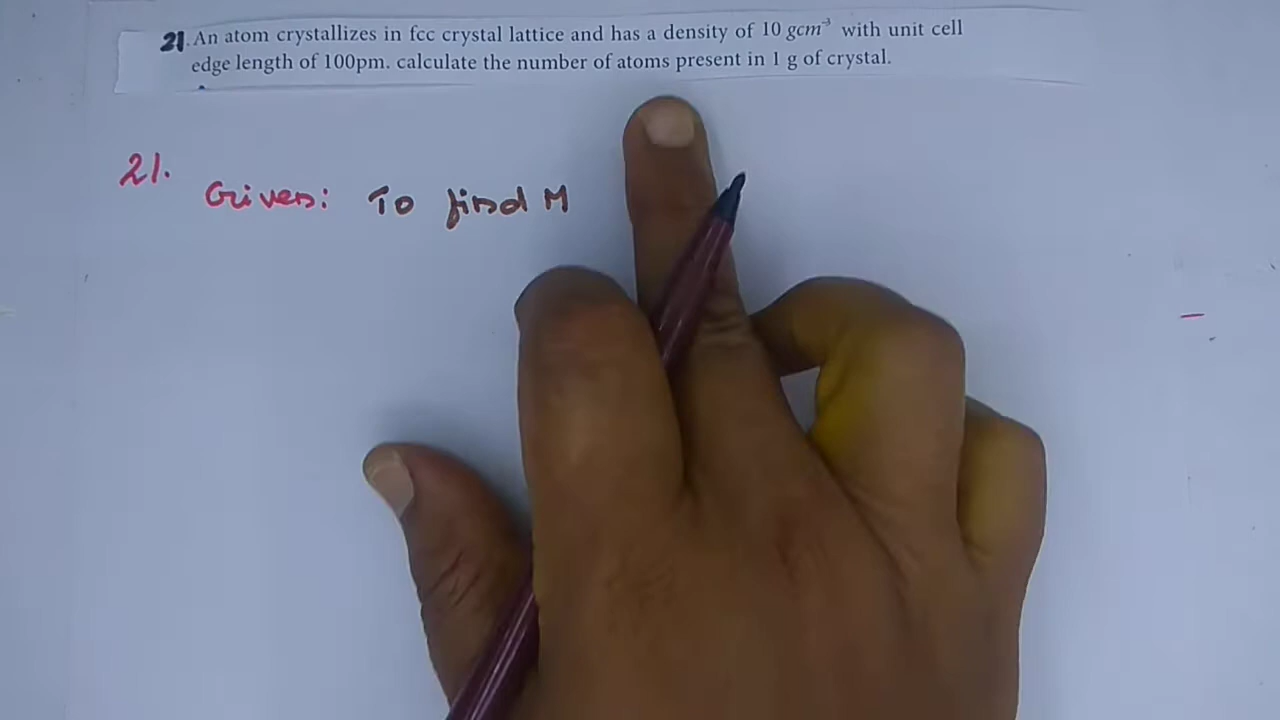 21. An atom crystallizes in fcc crystal lattice and has a density of 10 gcm⁻³ with unit cell
edge length of 100pm. calculate the number of atoms present in 1 g of crystal.
21.
Given: To find M